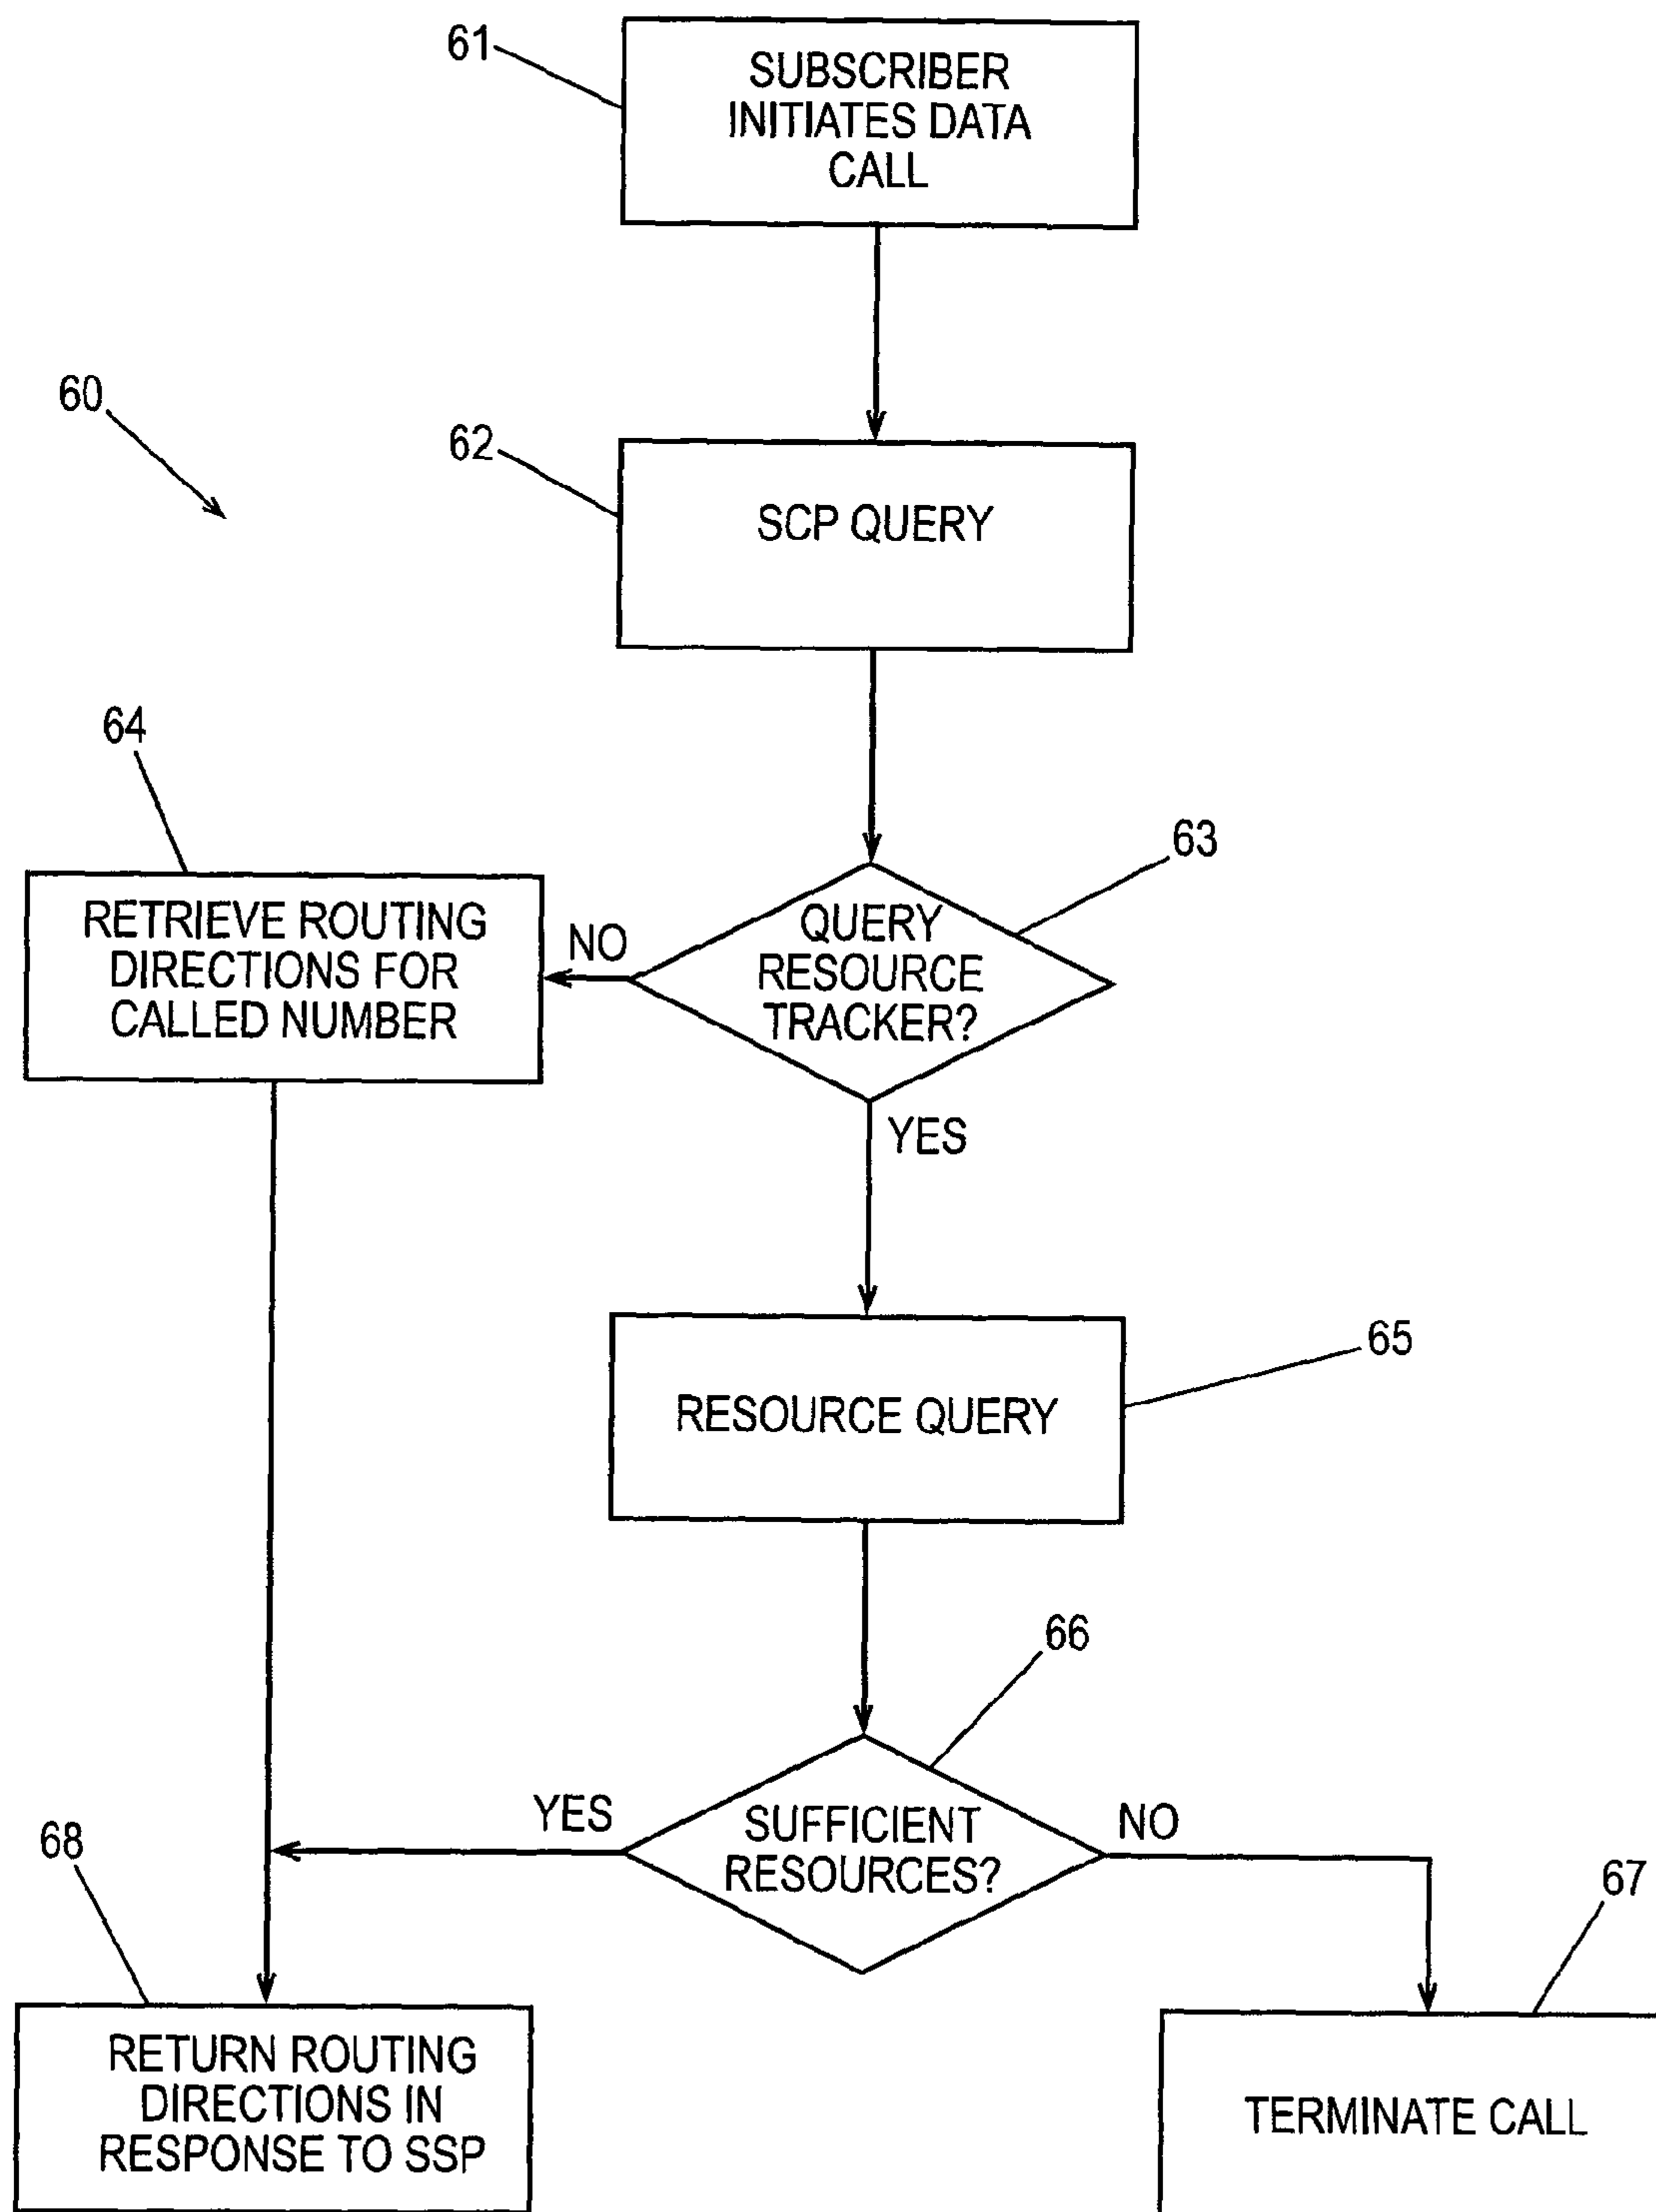 61
SUBSCRIBER
INITIATES DATA
CALL
60
62
SCP QUERY
64
63
RETRIEVE ROUTING
DIRECTIONS FOR
CALLED NUMBER
NO
QUERY
RESOURCE
TRACKER?
YES
65
RESOURCE QUERY
66
68
YES
SUFFICIENT
RESOURCES?
NO
67
RETURN ROUTING
DIRECTIONS IN
RESPONSE TO SSP
TERMINATE CALL